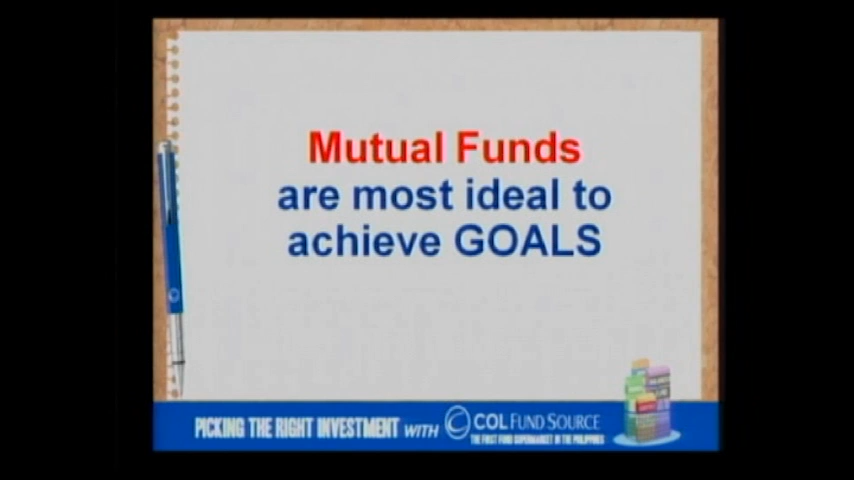 Mutual Funds
are most ideal to
achieve GOALS
PICKING THE RIGHT INVESTMENT WITH COL FUND SOURCE
THE FIRST FUND SUPERMARKET IN THE PHILIPPINES